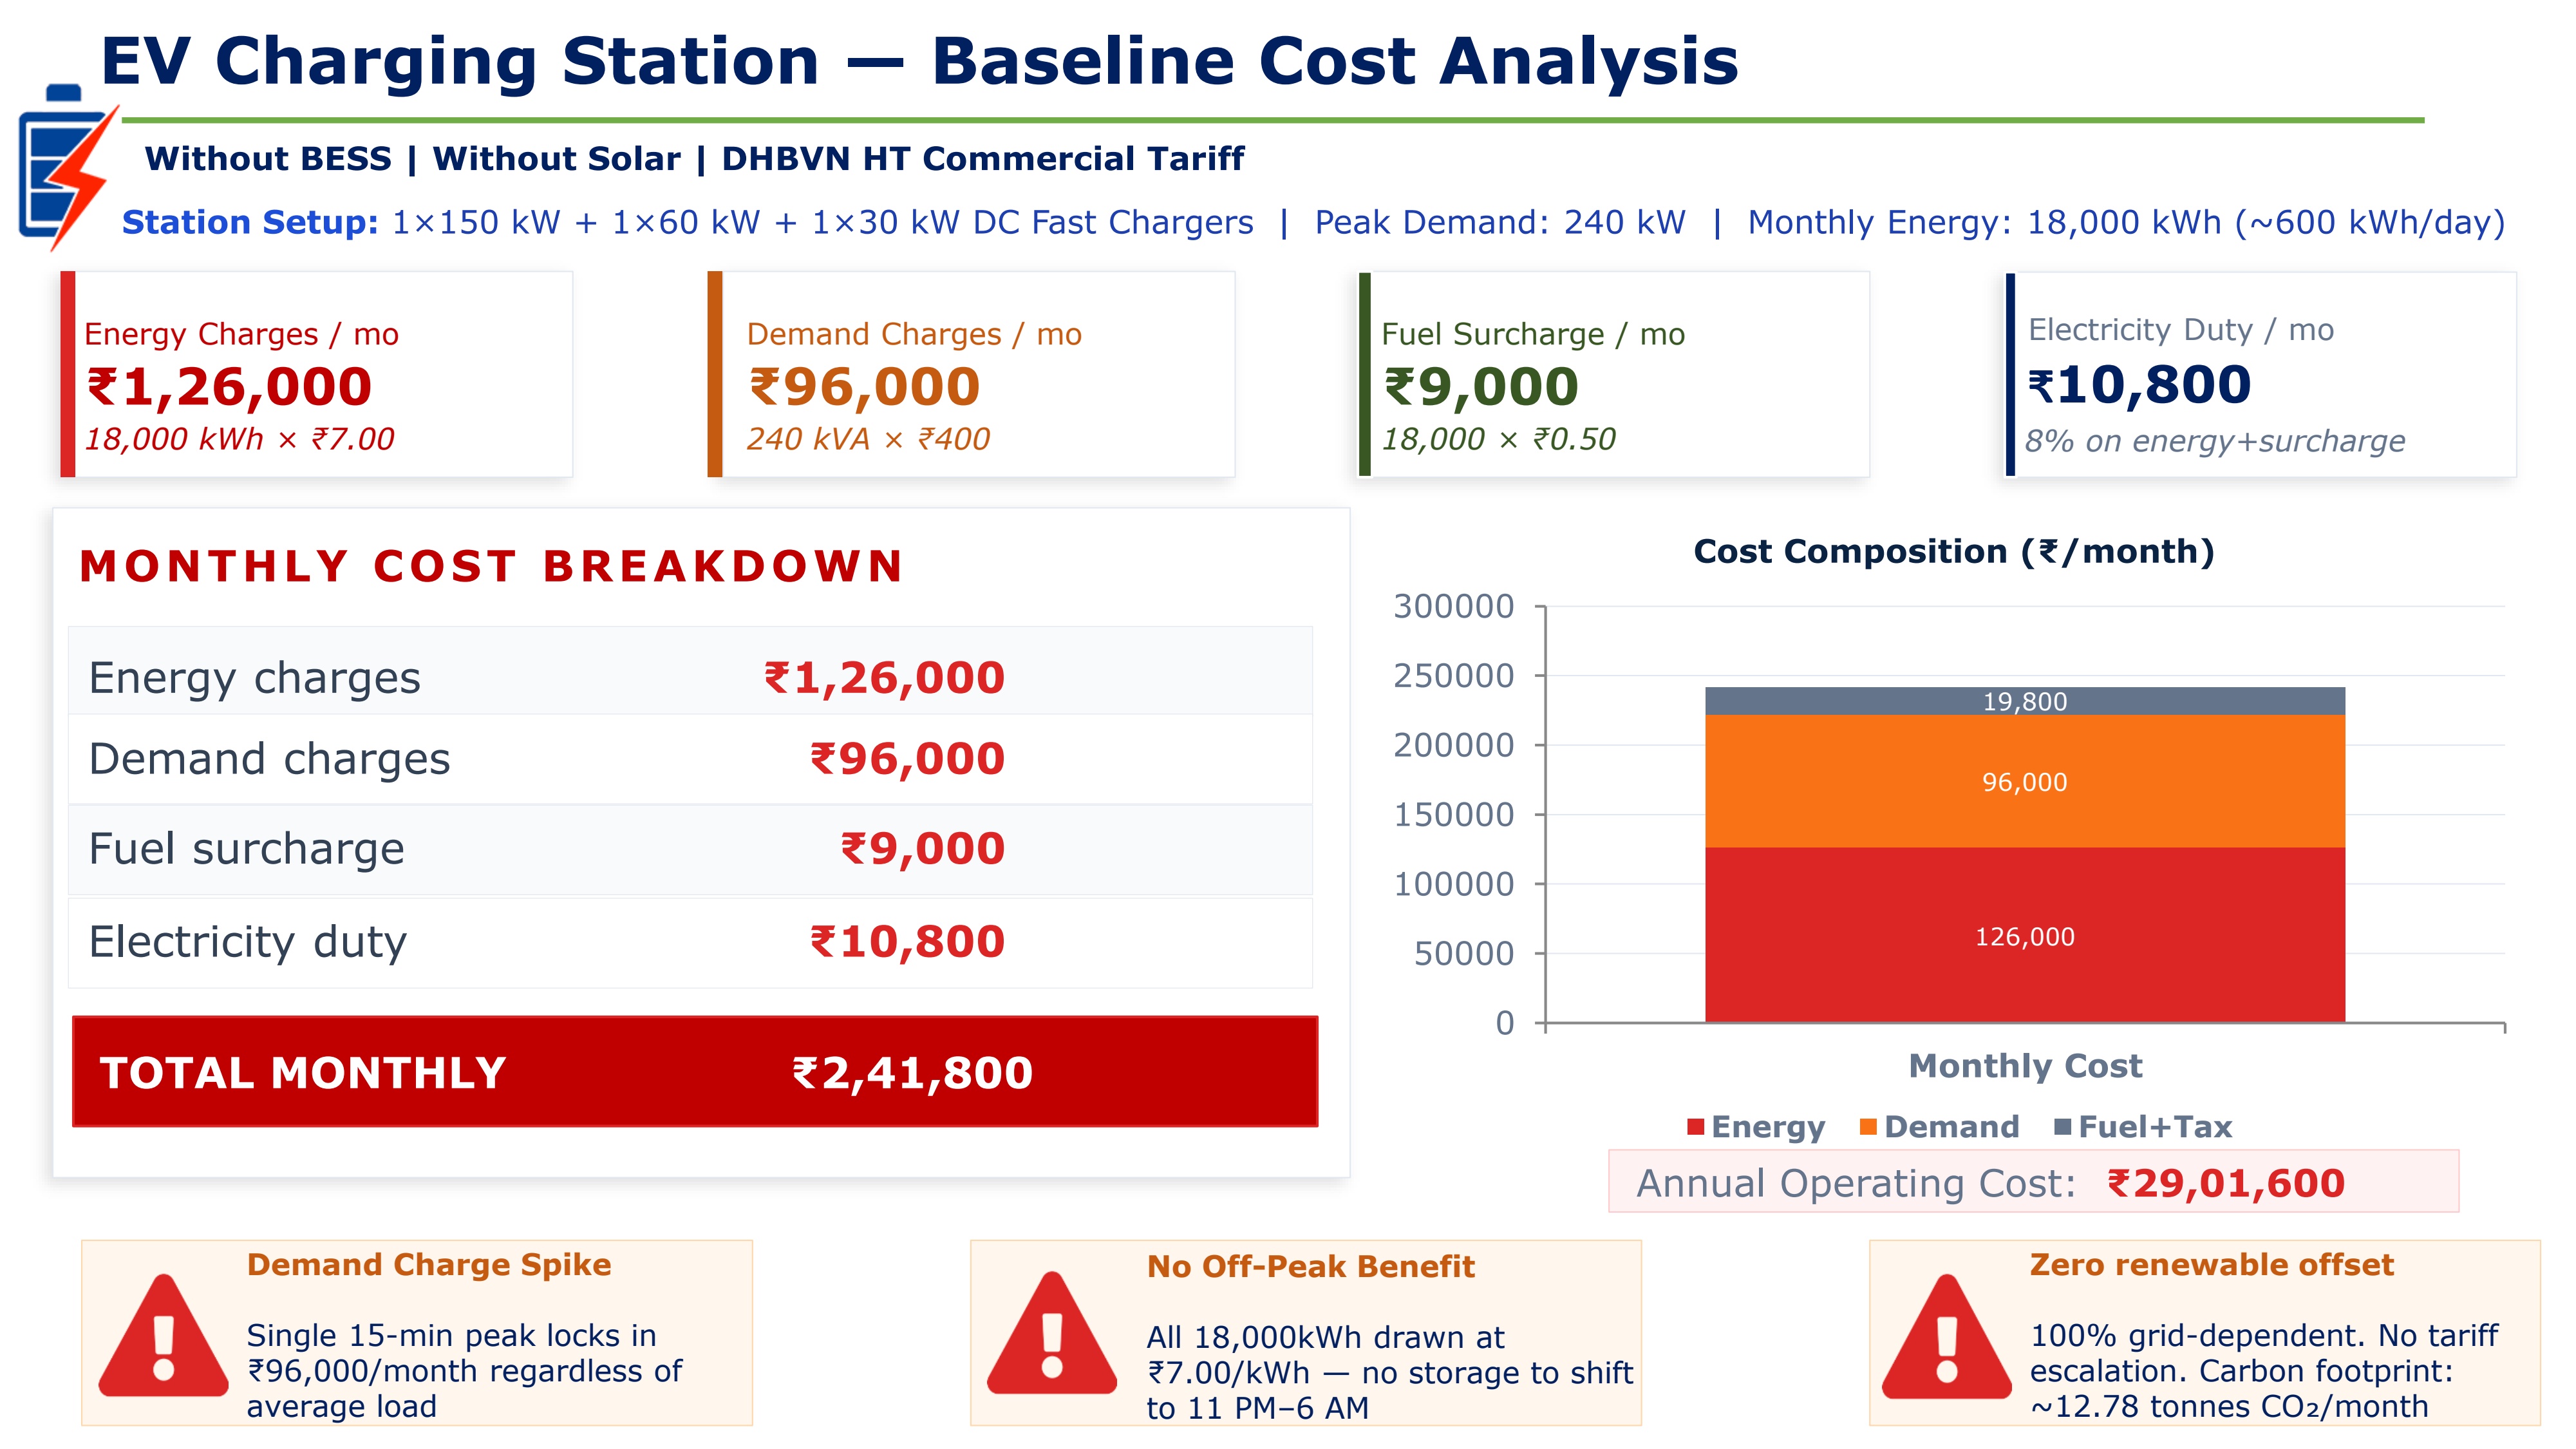 EV Charging Station — Baseline Cost Analysis
Without BESS | Without Solar | DHBVN HT Commercial Tariff
Station Setup: 1×150 kW + 1×60 kW + 1×30 kW DC Fast Chargers | Peak Demand: 240 kW | Monthly Energy: 18,000 kWh (~600 kWh/day)
Energy Charges / mo
₹1,26,000
18,000 kWh × ₹7.00
Demand Charges / mo
₹96,000
240 kVA × ₹400
Fuel Surcharge / mo
₹9,000
18,000 × ₹0.50
Electricity Duty / mo
₹10,800
8% on energy+surcharge
MONTHLY COST BREAKDOWN
Energy charges ₹1,26,000
Demand charges ₹96,000
Fuel surcharge ₹9,000
Electricity duty ₹10,800
TOTAL MONTHLY ₹2,41,800
Cost Composition (₹/month)
300000
250000
200000
150000
100000
50000
0
19,800
96,000
126,000
Monthly Cost
Energy Demand Fuel+Tax
Annual Operating Cost: ₹29,01,600
Demand Charge Spike
Single 15-min peak locks in
₹96,000/month regardless of
average load
No Off-Peak Benefit
All 18,000kWh drawn at
₹7.00/kWh — no storage to shift
to 11 PM–6 AM
Zero renewable offset
100% grid-dependent. No tariff
escalation. Carbon footprint:
~12.78 tonnes CO₂/month